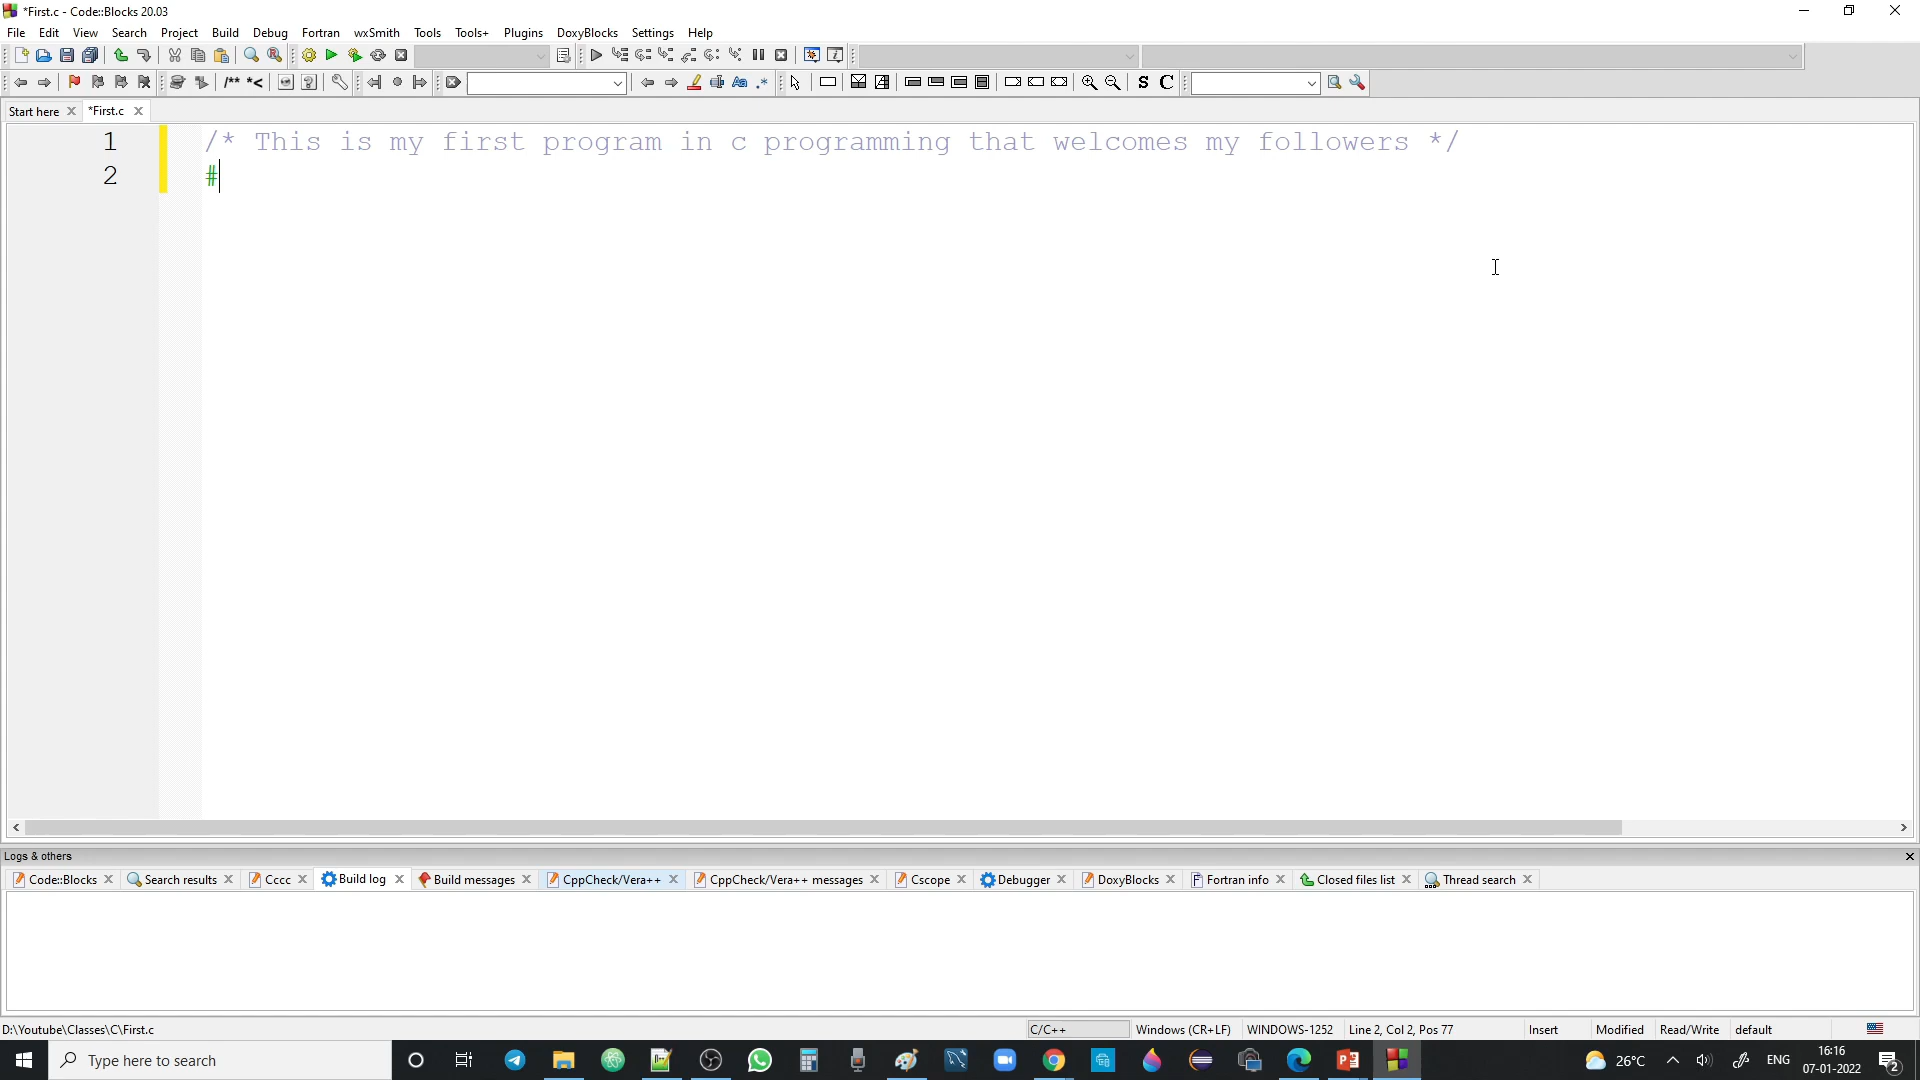 *First.c - Code::Blocks 20.03
File Edit View Search Project Build Debug Fortran wxSmith Tools Tools+ Plugins DoxyBlocks Settings Help
/** *< Aa .* S C
Start here *First.c
1 /* This is my first program in c programming that welcomes my followers */
2 #
Logs & others
Code::Blocks Search results Cccc Build log Build messages CppCheck/Vera++ CppCheck/Vera++ messages Cscope Debugger DoxyBlocks Fortran info Closed files list Thread search
D:\Youtube\Classes\C\First.c C/C++ Windows (CR+LF) WINDOWS-1252 Line 2, Col 2, Pos 77 Insert Modified Read/Write default
Type here to search 26°C ENG 16:16
07-01-2022 2